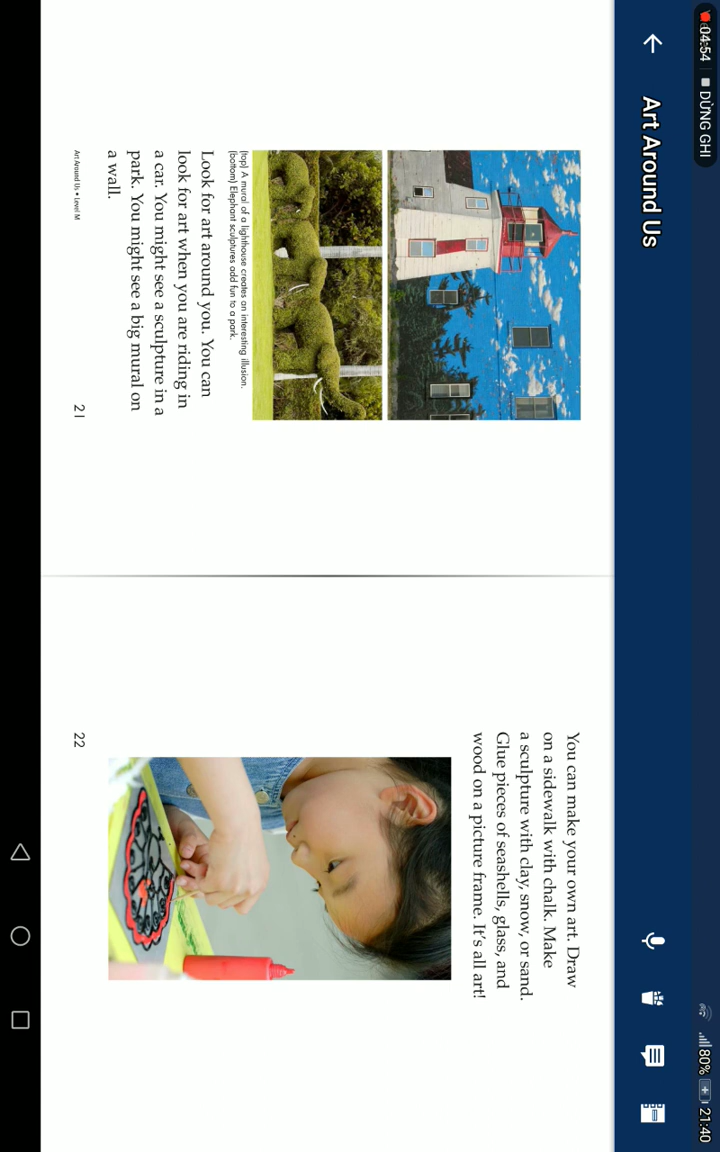 04:54 DỪNG GHI
80% 21:40
Art Around Us
(top) A mural of a lighthouse creates an interesting illusion.
(bottom) Elephant sculptures add fun to a park.
Look for art around you. You can
look for art when you are riding in
a car. You might see a sculpture in a
park. You might see a big mural on
a wall.
Art Around Us • Level M
21
You can make your own art. Draw
on a sidewalk with chalk. Make
a sculpture with clay, snow, or sand.
Glue pieces of seashells, glass, and
wood on a picture frame. It's all art!
22